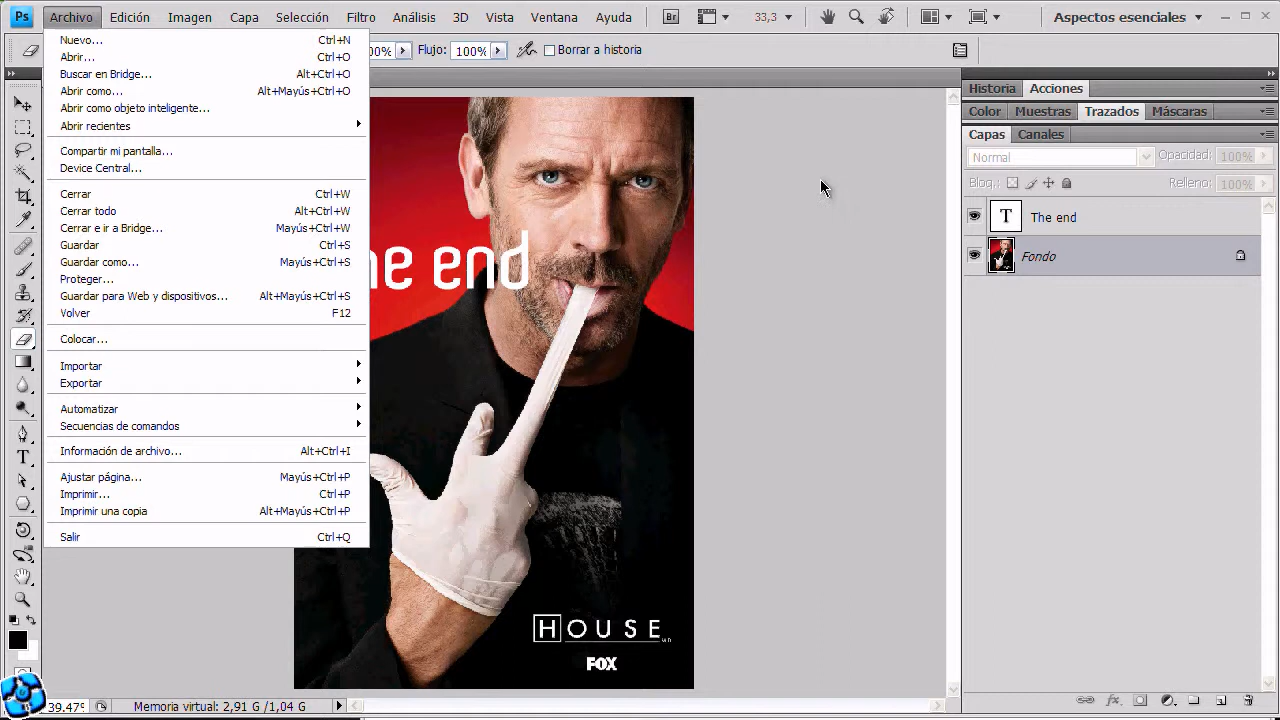 Ps Archivo Edición Imagen Capa Selección Filtro Análisis 3D Vista Ventana Ayuda Br 33,3 Aspectos esenciales
Flujo: 100% Borrar a historia
Nuevo... Ctrl+N
Abrir... Ctrl+O
Buscar en Bridge... Alt+Ctrl+O
Abrir como... Alt+Mayús+Ctrl+O
Abrir como objeto inteligente...
Abrir recientes
Compartir mi pantalla...
Device Central...
Cerrar Ctrl+W
Cerrar todo Alt+Ctrl+W
Cerrar e ir a Bridge... Mayús+Ctrl+W
Guardar Ctrl+S
Guardar como... Mayús+Ctrl+S
Proteger...
Guardar para Web y dispositivos... Alt+Mayús+Ctrl+S
Volver F12
Colocar...
Importar
Exportar
Automatizar
Secuencias de comandos
Información de archivo... Alt+Ctrl+I
Ajustar página... Mayús+Ctrl+P
Imprimir... Ctrl+P
Imprimir una copia Alt+Mayús+Ctrl+P
Salir Ctrl+Q
end
HOUSE
FOX
Historia Acciones
Color Muestras Trazados Máscaras
Capas Canales
Normal Opacidad: 100%
Bloq.: Relleno: 100%
T The end
Fondo
39.47% Memoria virtual: 2,91 G /1,04 G